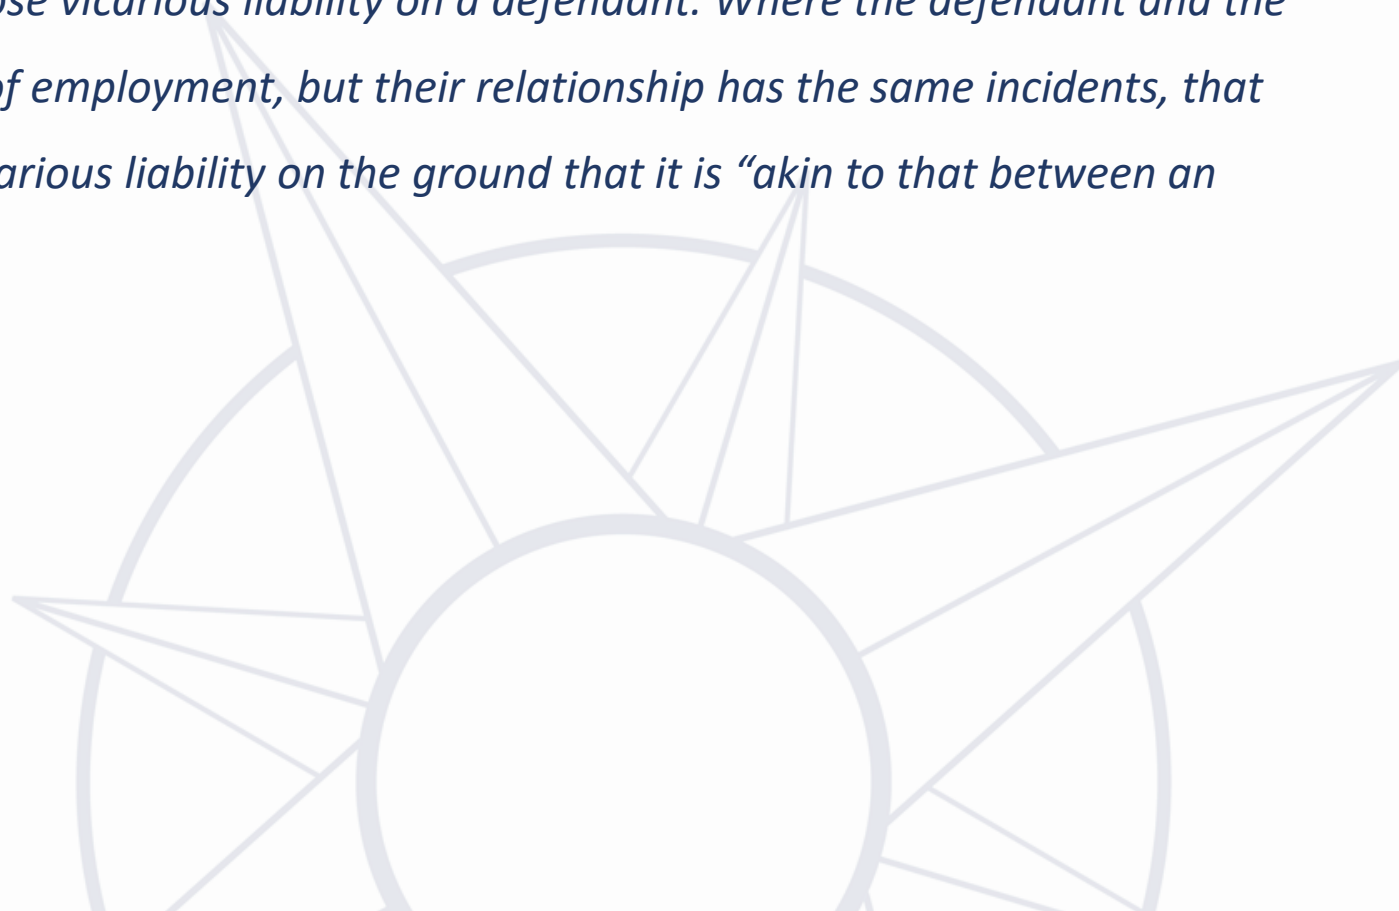 ose vicarious liability on a defendant. Where the defendant and the
of employment, but their relationship has the same incidents, that
arious liability on the ground that it is “akin to that between an